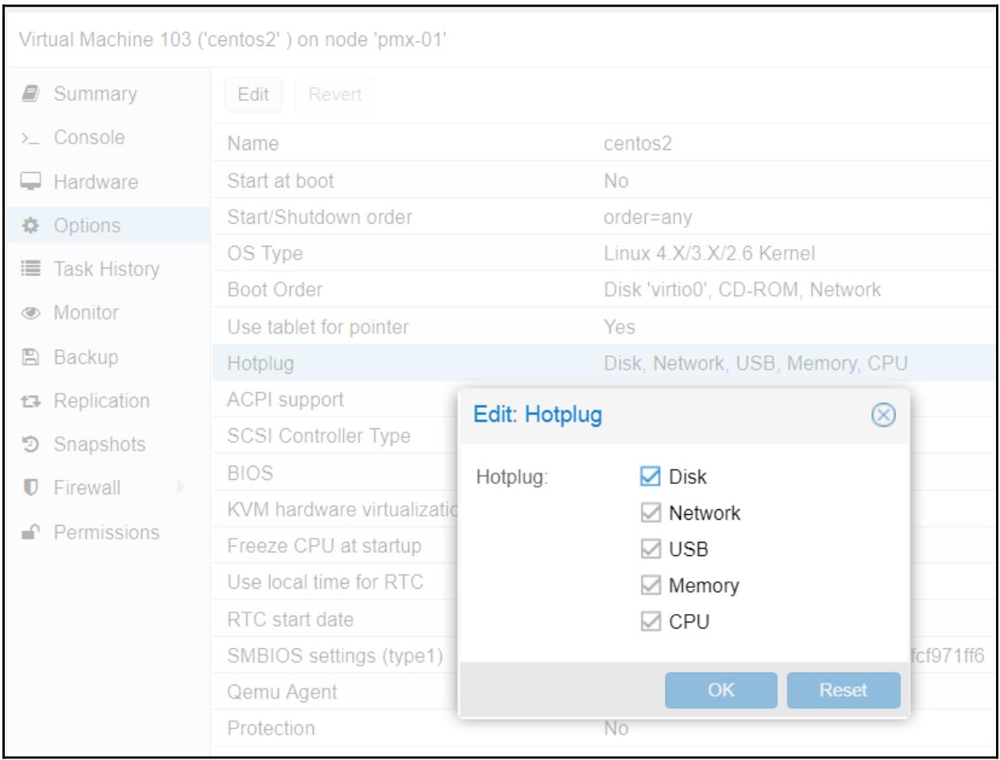 Virtual Machine 103 ('centos2' ) on node 'pmx-01'
Summary
Console
Hardware
Options
Task History
Monitor
Backup
Replication
Snapshots
Firewall
Permissions
Edit Revert
Name centos2
Start at boot No
Start/Shutdown order order=any
OS Type Linux 4.X/3.X/2.6 Kernel
Boot Order Disk 'virtio0', CD-ROM, Network
Use tablet for pointer Yes
Hotplug Disk, Network, USB, Memory, CPU
ACPI support
SCSI Controller Type
BIOS
KVM hardware virtualizatio
Freeze CPU at startup
Use local time for RTC
RTC start date
SMBIOS settings (type1) fcf971ff6
Qemu Agent
Protection No
Edit: Hotplug
Hotplug: Disk
Network
USB
Memory
CPU
OK Reset